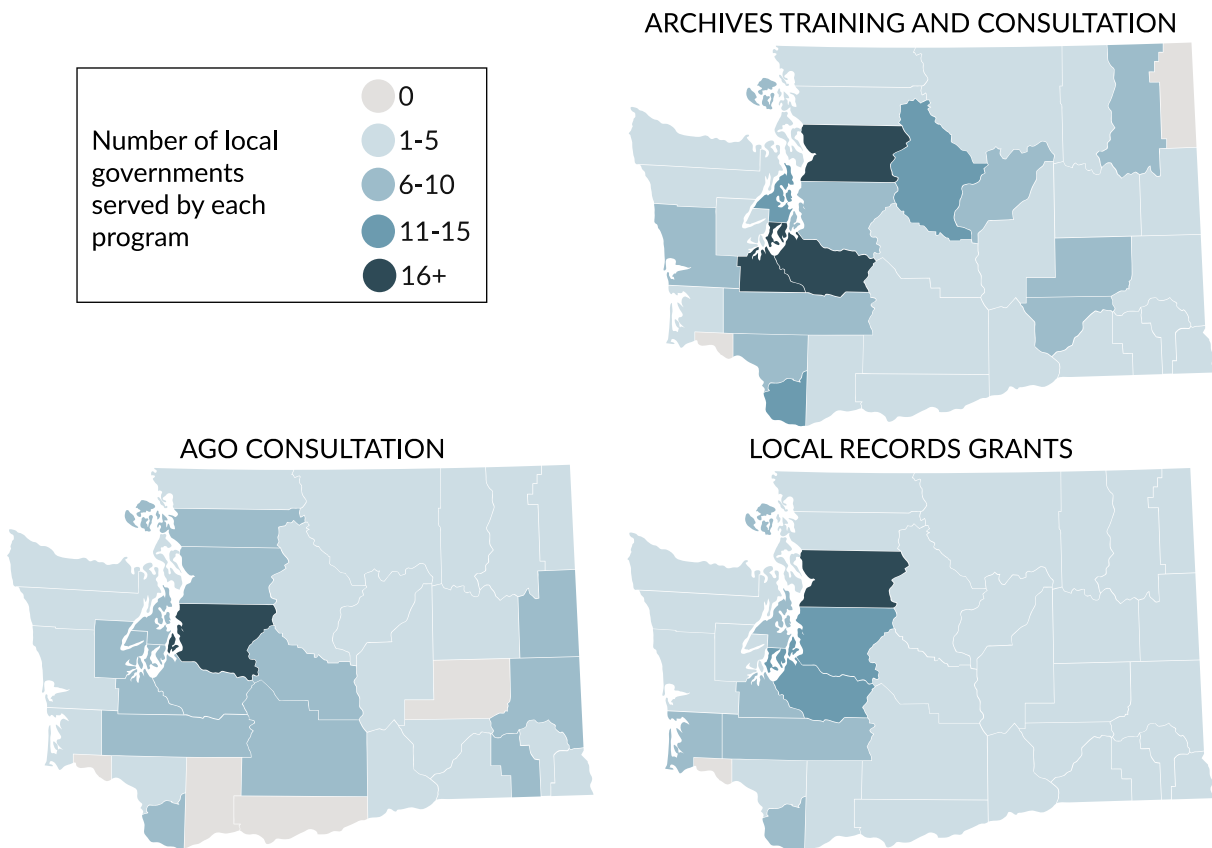 ARCHIVES TRAINING AND CONSULTATION
Number of local
governments
served by each
program
0
1-5
6-10
11-15
16+
AGO CONSULTATION
LOCAL RECORDS GRANTS